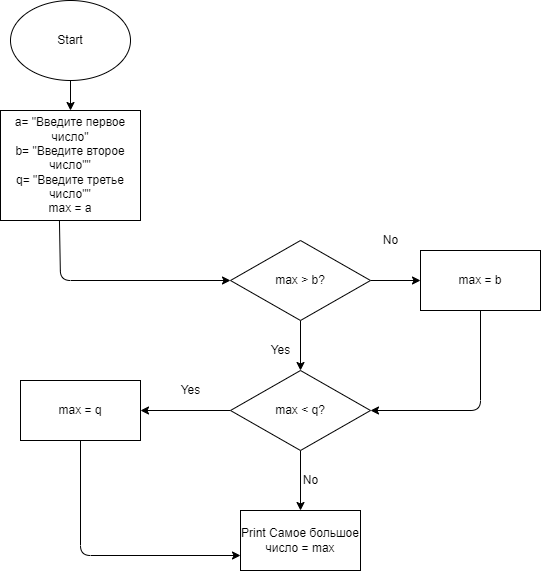 Start
a= "Введите первое
число"
b= "Введите второе
число""
q= "Введите третье
число""
max = a
No
max > b?
max = b
Yes
Yes
max = q
max < q?
No
Print Самое большое
число = max